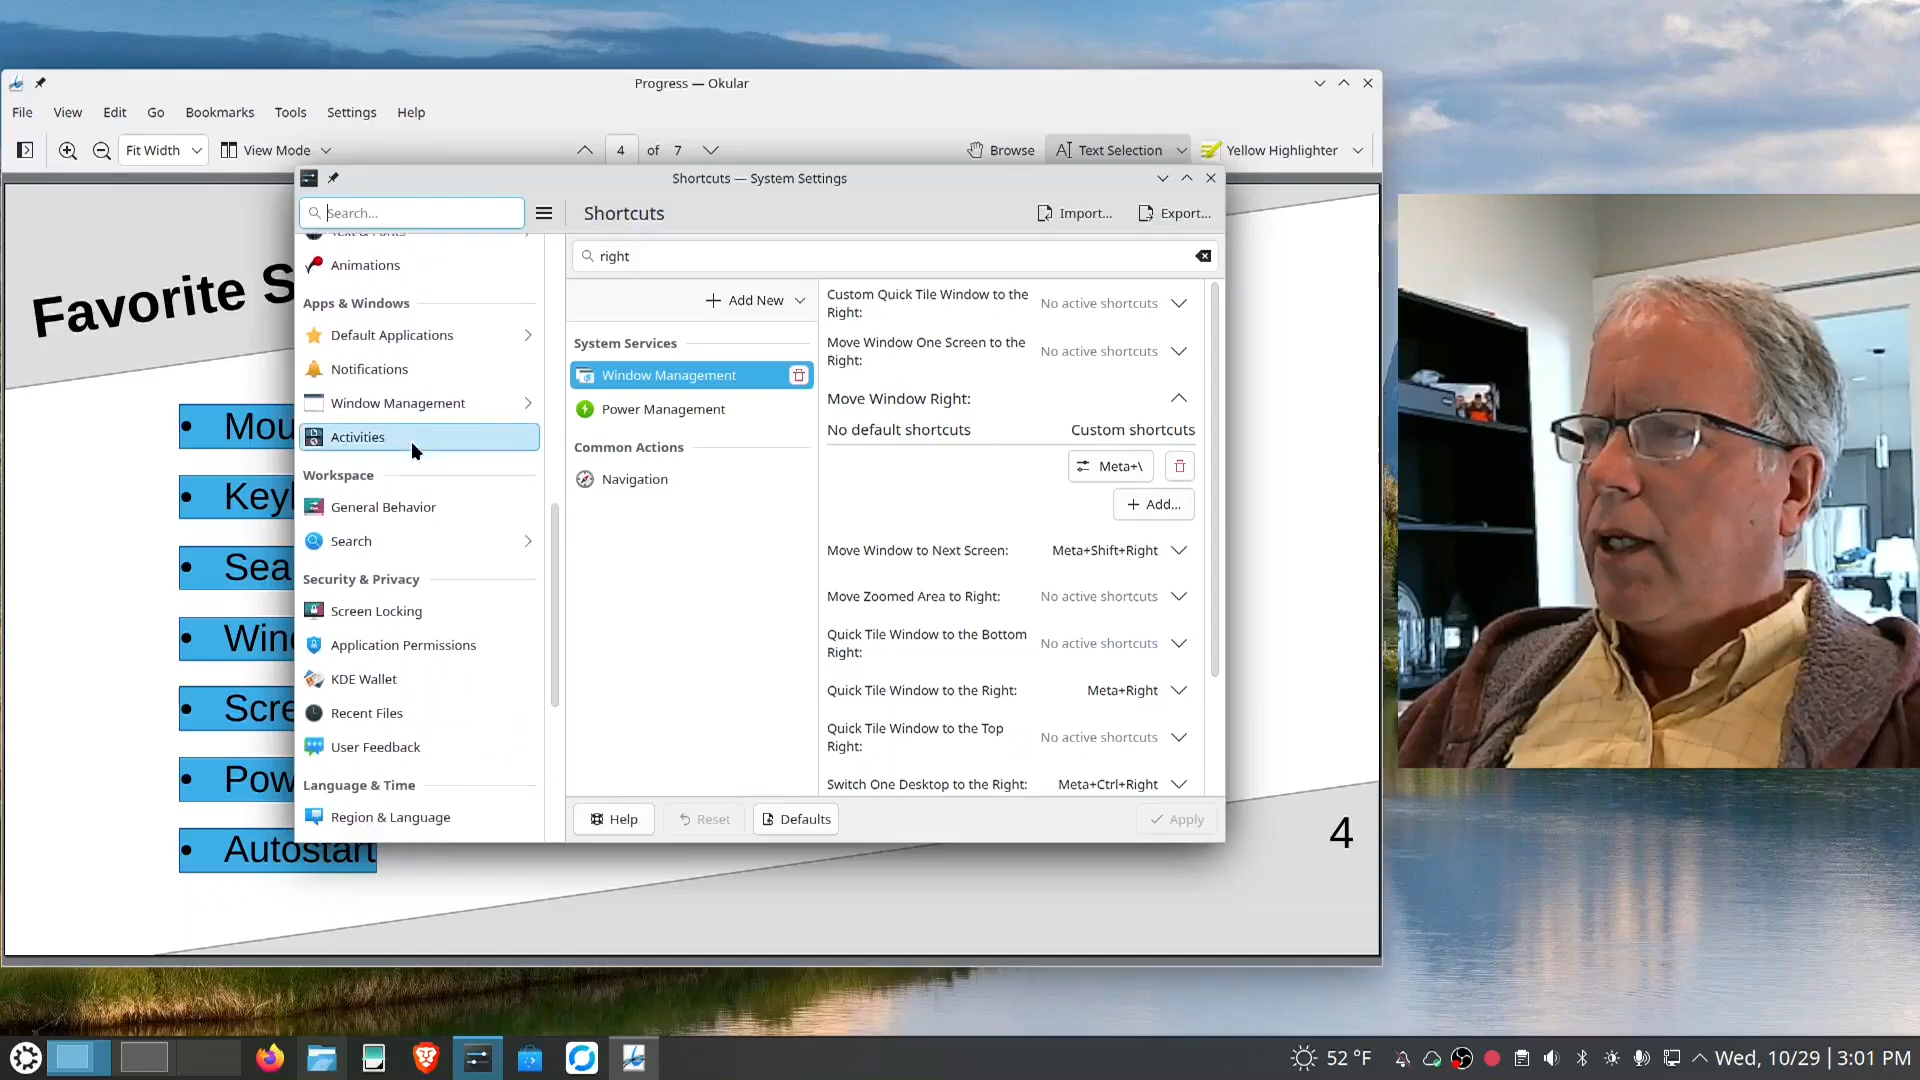 Progress — Okular
File View Edit Go Bookmarks Tools Settings Help
Fit Width View Mode 4 of 7 Browse Text Selection Yellow Highlighter
Favorite S
• Mou
• Key
• Sea
• Win
• Scre
• Pow
• Autostart
4
Shortcuts — System Settings
Search...
Shortcuts
Import...
Export...
Text & Fonts
Animations
Apps & Windows
Default Applications
Notifications
Window Management
Activities
Workspace
General Behavior
Search
Security & Privacy
Screen Locking
Application Permissions
KDE Wallet
Recent Files
User Feedback
Language & Time
Region & Language
right
Add New
System Services
Window Management
Power Management
Common Actions
Navigation
Custom Quick Tile Window to the
Right:
No active shortcuts
Move Window One Screen to the
Right:
No active shortcuts
Move Window Right:
No default shortcuts Custom shortcuts
Meta+\
Add...
Move Window to Next Screen: Meta+Shift+Right
Move Zoomed Area to Right: No active shortcuts
Quick Tile Window to the Bottom
Right:
No active shortcuts
Quick Tile Window to the Right: Meta+Right
Quick Tile Window to the Top
Right:
No active shortcuts
Switch One Desktop to the Right: Meta+Ctrl+Right
Help Reset Defaults Apply
52 °F Wed, 10/29 | 3:01 PM